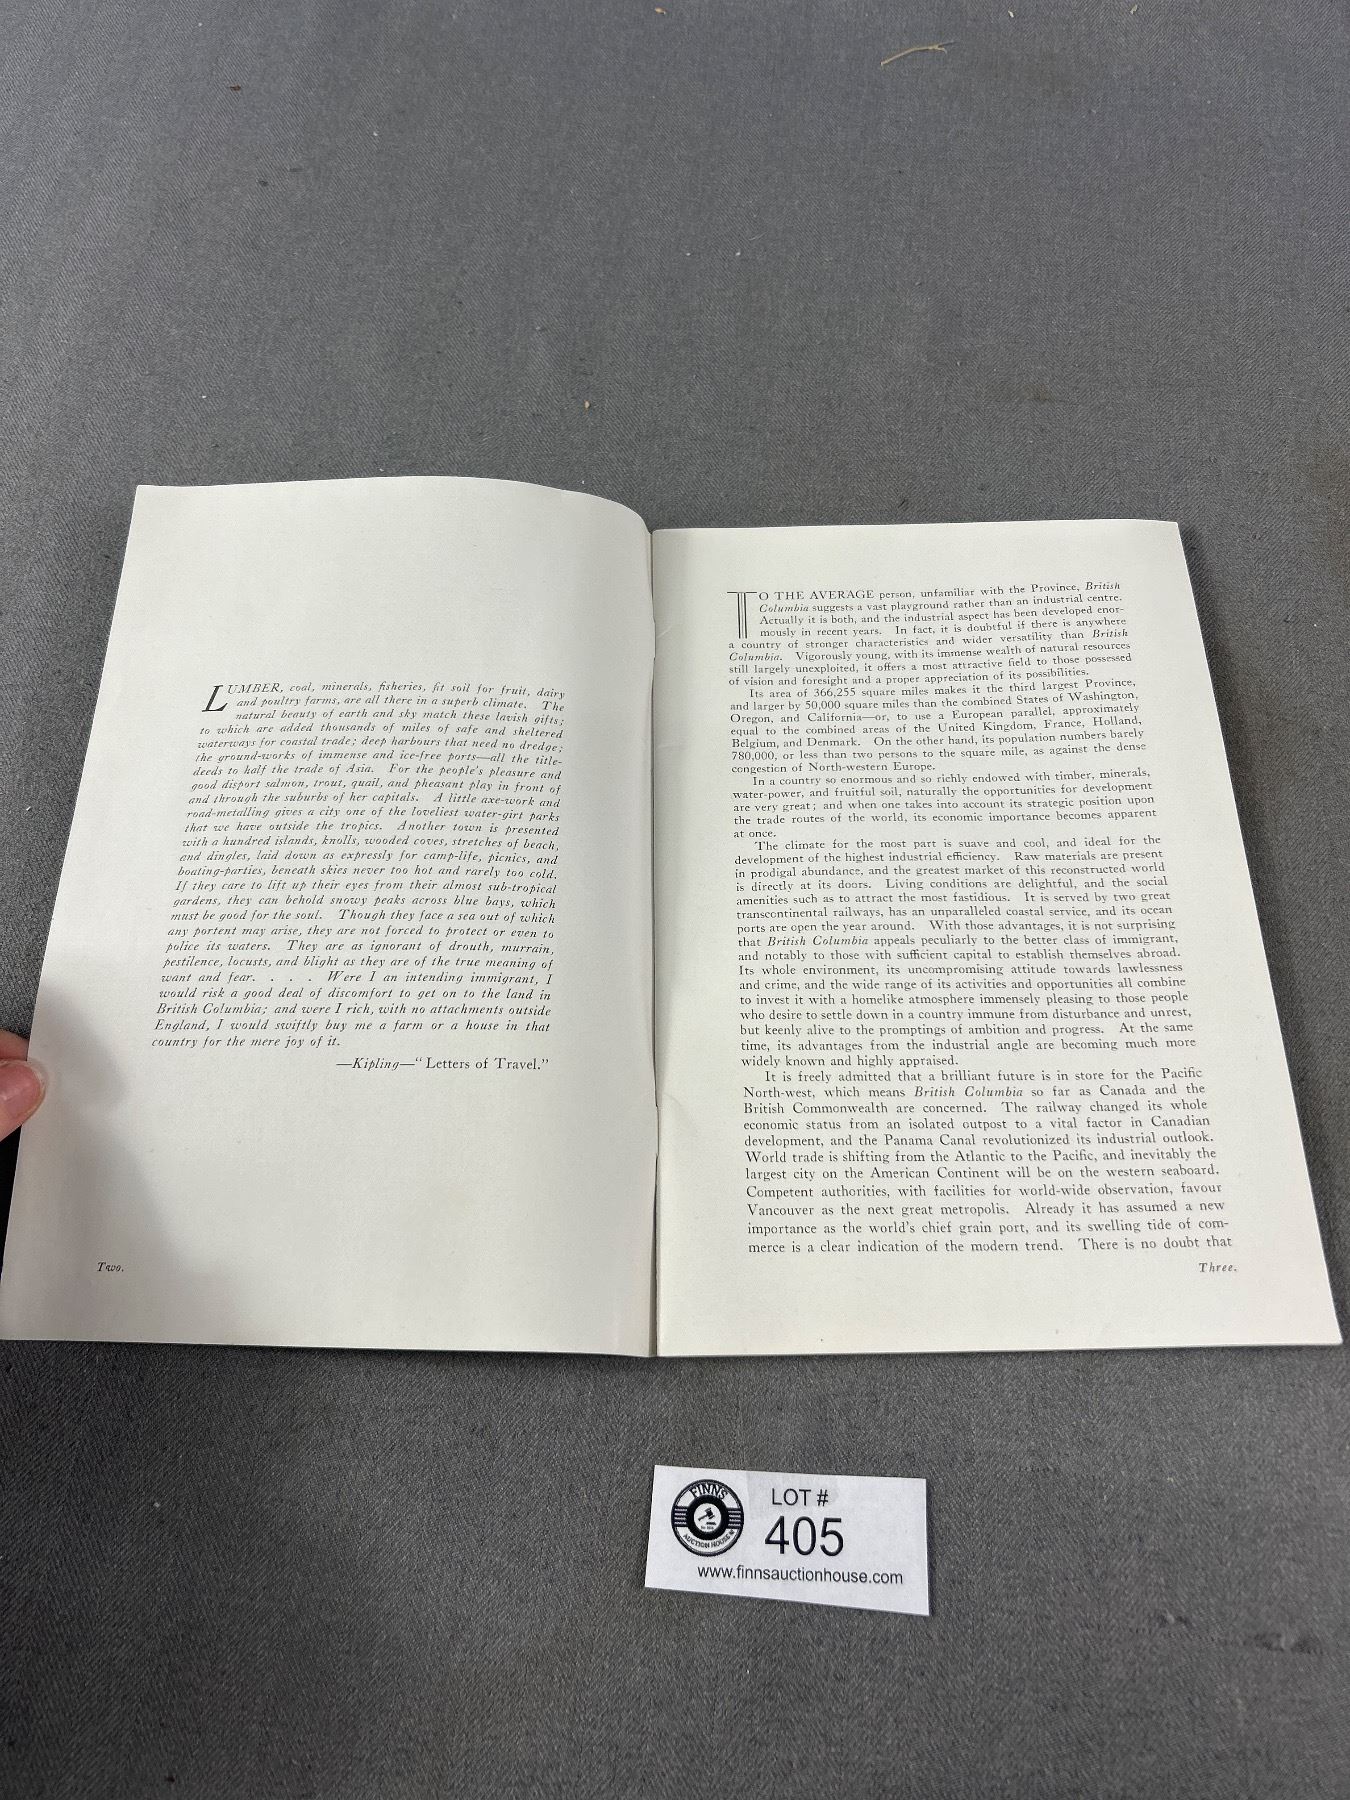 LUMBER, coal, minerals, fisheries, fit soil for fruit, dairy
and poultry farms, are all there in a superb climate. The
natural beauty of earth and sky match these lavish gifts;
to which are added thousands of miles of safe and sheltered
waterways for coastal trade; deep harbours that need no dredge;
the ground-works of immense and ice-free ports—all the title-
deeds to half the trade of Asia. For the people's pleasure and
good disport salmon, trout, quail, and pheasant play in front of
and through the suburbs of her capitals. A little axe-work and
road-metalling gives a city one of the loveliest water-girt parks
that we have outside the tropics. Another town is presented
with a hundred islands, knolls, wooded coves, stretches of beach,
and dingles, laid down as expressly for camp-life, picnics, and
boating-parties, beneath skies never too hot and rarely too cold.
If they care to lift up their eyes from their almost sub-tropical
gardens, they can behold snowy peaks across blue bays, which
must be good for the soul. Though they face a sea out of which
any portent may arise, they are not forced to protect or even to
police its waters. They are as ignorant of drouth, murrain,
pestilence, locusts, and blight as they are of the true meaning of
want and fear. . . . Were I an intending immigrant, I
would risk a good deal of discomfort to get on to the land in
British Columbia; and were I rich, with no attachments outside
England, I would swiftly buy me a farm or a house in that
country for the mere joy of it.
—Kipling—"Letters of Travel."
Two.
TO THE AVERAGE person, unfamiliar with the Province, British
Columbia suggests a vast playground rather than an industrial centre.
Actually it is both, and the industrial aspect has been developed enor-
mously in recent years. In fact, it is doubtful if there is anywhere
a country of stronger characteristics and wider versatility than British
Columbia. Vigorously young, with its immense wealth of natural resources
still largely unexploited, it offers a most attractive field to those possessed
of vision and foresight and a proper appreciation of its possibilities.
Its area of 366,255 square miles makes it the third largest Province,
and larger by 50,000 square miles than the combined States of Washington,
Oregon, and California—or, to use a European parallel, approximately
equal to the combined areas of the United Kingdom, France, Holland,
Belgium, and Denmark. On the other hand, its population numbers barely
780,000, or less than two persons to the square mile, as against the dense
congestion of North-western Europe.
In a country so enormous and so richly endowed with timber, minerals,
water-power, and fruitful soil, naturally the opportunities for development
are very great; and when one takes into account its strategic position upon
the trade routes of the world, its economic importance becomes apparent
at once.
The climate for the most part is suave and cool, and ideal for the
development of the highest industrial efficiency. Raw materials are present
in prodigal abundance, and the greatest market of this reconstructed world
is directly at its doors. Living conditions are delightful, and the social
amenities such as to attract the most fastidious. It is served by two great
transcontinental railways, has an unparalleled coastal service, and its ocean
ports are open the year around. With those advantages, it is not surprising
that British Columbia appeals peculiarly to the better class of immigrant,
and notably to those with sufficient capital to establish themselves abroad.
Its whole environment, its uncompromising attitude towards lawlessness
and crime, and the wide range of its activities and opportunities all combine
to invest it with a homelike atmosphere immensely pleasing to those people
who desire to settle down in a country immune from disturbance and unrest,
but keenly alive to the promptings of ambition and progress. At the same
time, its advantages from the industrial angle are becoming much more
widely known and highly appraised.
It is freely admitted that a brilliant future is in store for the Pacific
North-west, which means British Columbia so far as Canada and the
British Commonwealth are concerned. The railway changed its whole
economic status from an isolated outpost to a vital factor in Canadian
development, and the Panama Canal revolutionized its industrial outlook.
World trade is shifting from the Atlantic to the Pacific, and inevitably the
largest city on the American Continent will be on the western seaboard.
Competent authorities, with facilities for world-wide observation, favour
Vancouver as the next great metropolis. Already it has assumed a new
importance as the world's chief grain port, and its swelling tide of com-
merce is a clear indication of the modern trend. There is no doubt that
Three.
FINNS
AUCTION HOUSE
LOT #
405
www.finnsauctionhouse.com